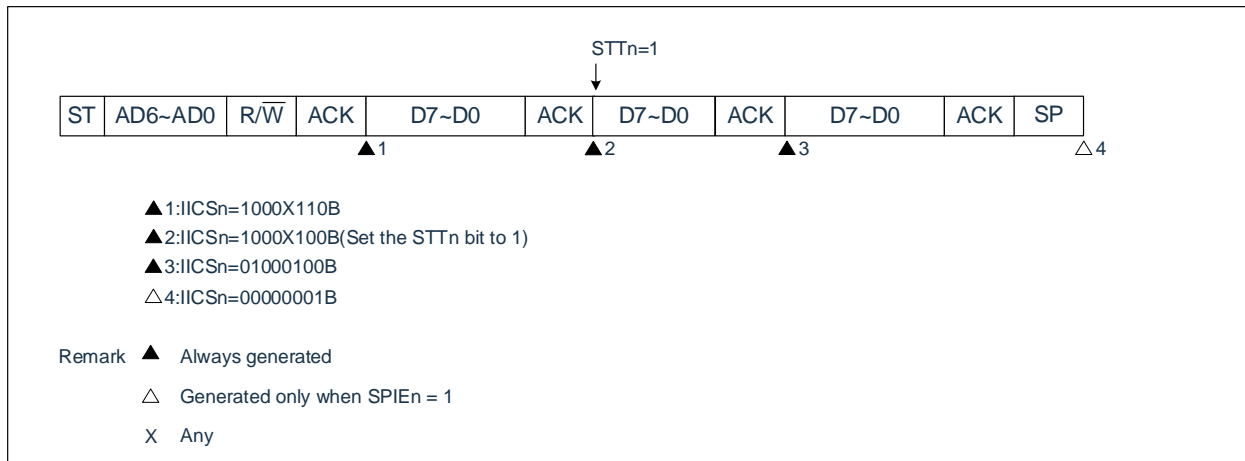 STTn=1
ST AD6~AD0 R/W̅ ACK D7~D0 ACK D7~D0 ACK D7~D0 ACK SP
▲1 ▲2 ▲3 △4
▲1:IICSn=1000X110B
▲2:IICSn=1000X100B(Set the STTn bit to 1)
▲3:IICSn=01000100B
△4:IICSn=00000001B
Remark ▲ Always generated
△ Generated only when SPIEn = 1
X Any